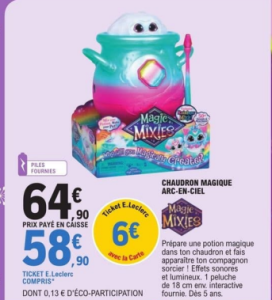 Magic
MIXIES
PILES
FOURNIES
64€,90
PRIX PAYÉ EN CAISSE
58€,90
TICKET E.Leclerc
COMPRIS*
DONT 0,13 € D'ÉCO-PARTICIPATION
Ticket E.Leclerc
6€
avec la Carte
CHAUDRON MAGIQUE
ARC-EN-CIEL
Magic
MIXIES
Prépare une potion magique
dans ton chaudron et fais
apparaître ton compagnon
sorcier ! Effets sonores
et lumineux. 1 peluche
de 18 cm env. interactive
fournie. Dès 5 ans.